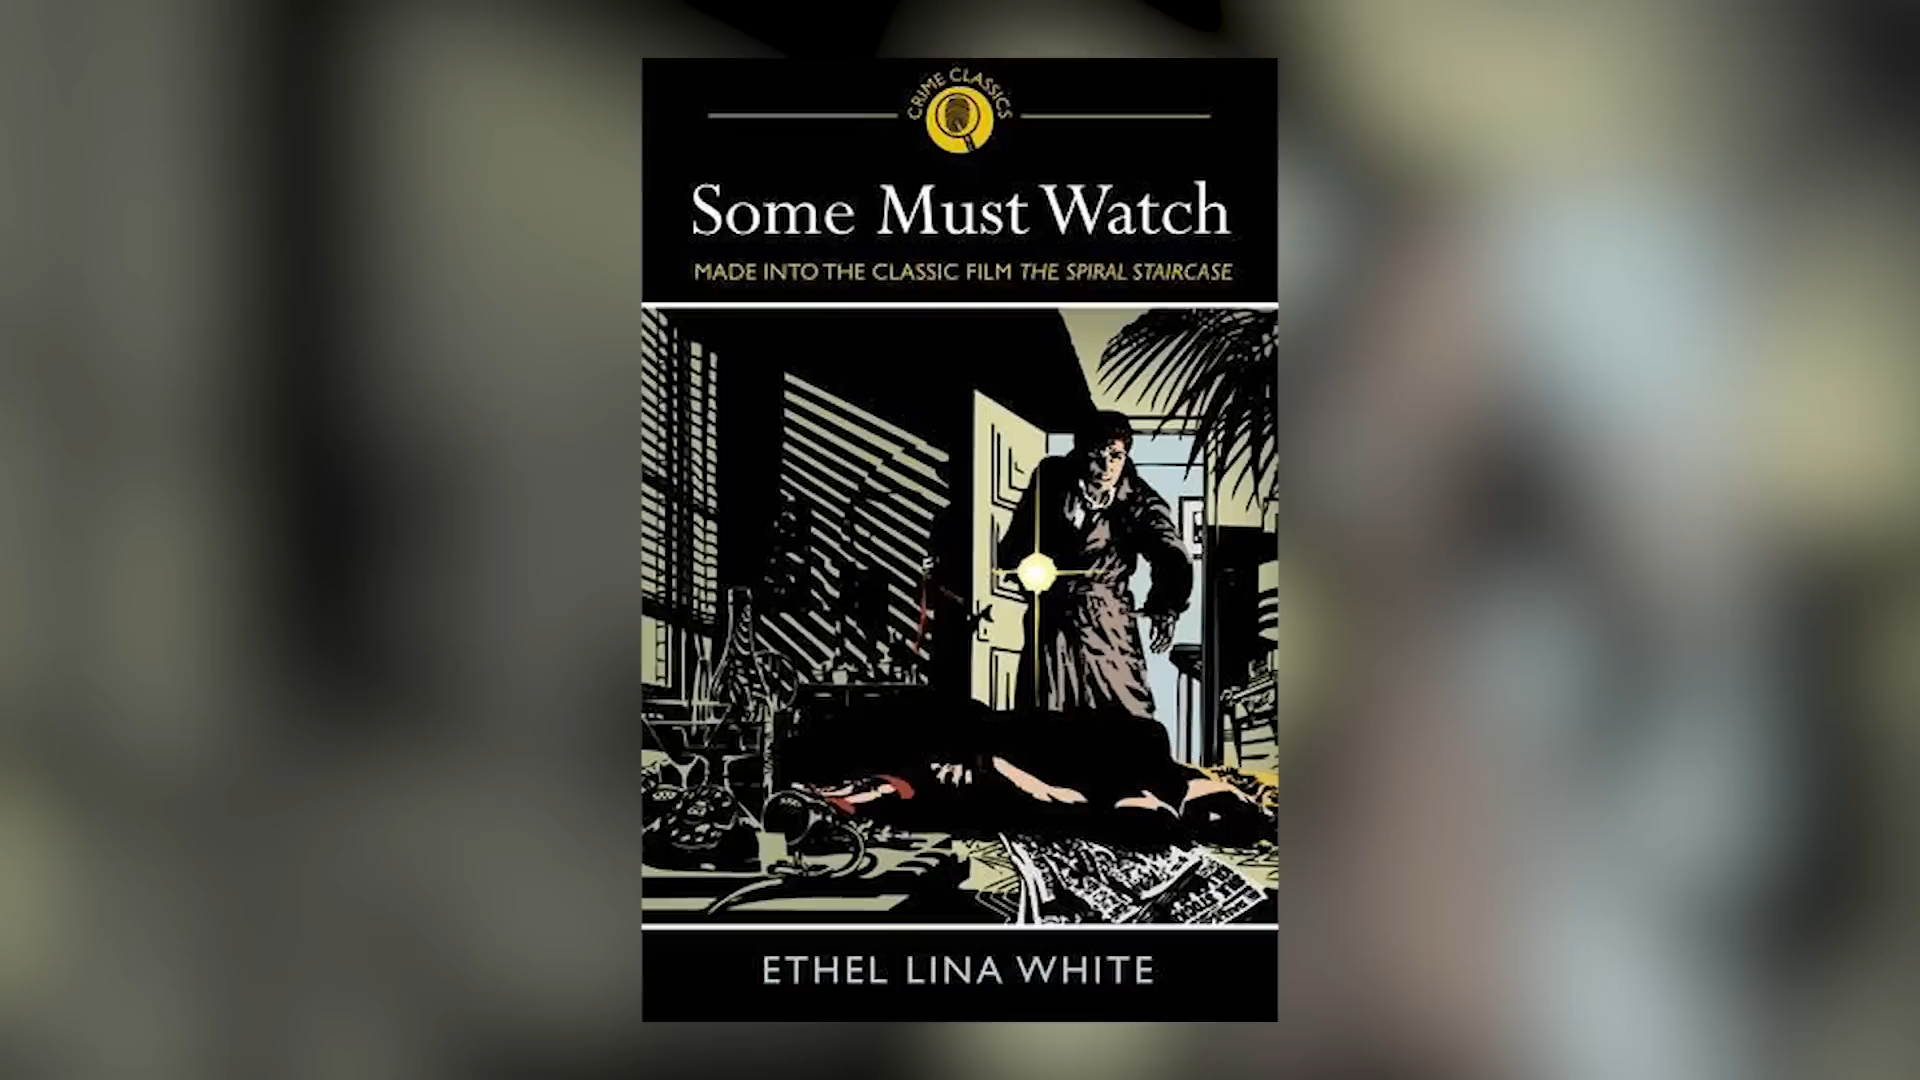 CRIME CLASSICS
Some Must Watch
MADE INTO THE CLASSIC FILM THE SPIRAL STAIRCASE
ETHEL LINA WHITE